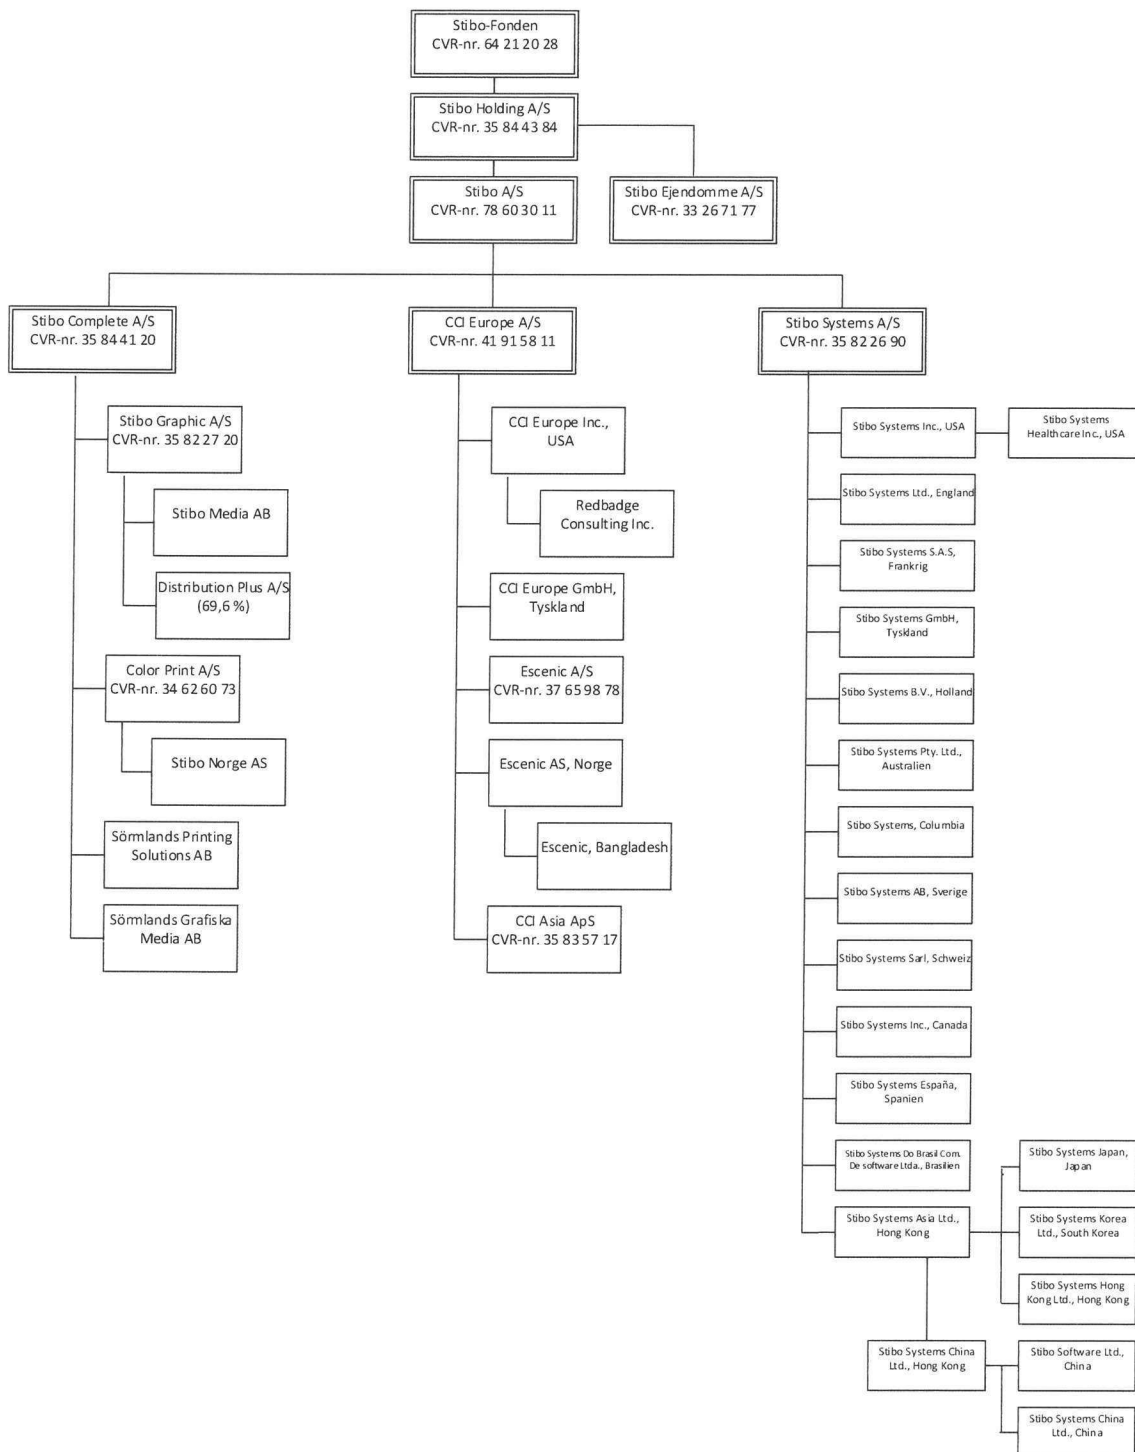 Stibo-Fonden
CVR-nr. 64 21 20 28
Stibo Holding A/S
CVR-nr. 35 84 43 84
Stibo A/S
CVR-nr. 78 60 30 11
Stibo Ejendomme A/S
CVR-nr. 33 26 71 77
Stibo Complete A/S
CVR-nr. 35 84 41 20
CCI Europe A/S
CVR-nr. 41 91 58 11
Stibo Systems A/S
CVR-nr. 35 82 26 90
Stibo Graphic A/S
CVR-nr. 35 82 27 20
Stibo Media AB
Distribution Plus A/S
(69,6 %)
Color Print A/S
CVR-nr. 34 62 60 73
Stibo Norge AS
Sörmlands Printing
Solutions AB
Sörmlands Grafiska
Media AB
CCI Europe Inc.,
USA
Redbadge
Consulting Inc.
CCI Europe GmbH,
Tyskland
Escenic A/S
CVR-nr. 37 65 98 78
Escenic AS, Norge
Escenic, Bangladesh
CCI Asia ApS
CVR-nr. 35 83 57 17
Stibo Systems Inc., USA
Stibo Systems
Healthcare Inc., USA
Stibo Systems Ltd., England
Stibo Systems S.A.S,
Frankrig
Stibo Systems GmbH,
Tyskland
Stibo Systems B.V., Holland
Stibo Systems Pty. Ltd.,
Australien
Stibo Systems, Columbia
Stibo Systems AB, Sverige
Stibo Systems Sarl, Schweiz
Stibo Systems Inc., Canada
Stibo Systems España,
Spanien
Stibo Systems Do Brasil Com.
De software Ltda., Brasilien
Stibo Systems Asia Ltd.,
Hong Kong
Stibo Systems Japan,
Japan
Stibo Systems Korea
Ltd., South Korea
Stibo Systems Hong
Kong Ltd., Hong Kong
Stibo Systems China
Ltd., Hong Kong
Stibo Software Ltd.,
China
Stibo Systems China
Ltd., China